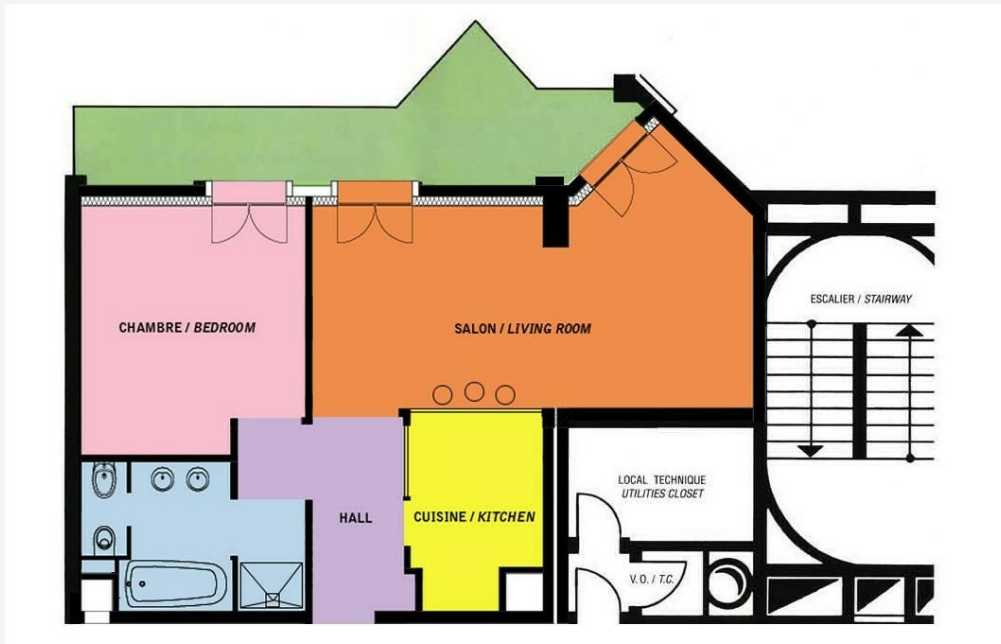 ESCALIER / STAIRWAY
CHAMBRE / BEDROOM
SALON / LIVING ROOM
LOCAL TECHNIQUE
UTILITIES CLOSET
HALL
CUISINE / KITCHEN
V.O. / T.C.